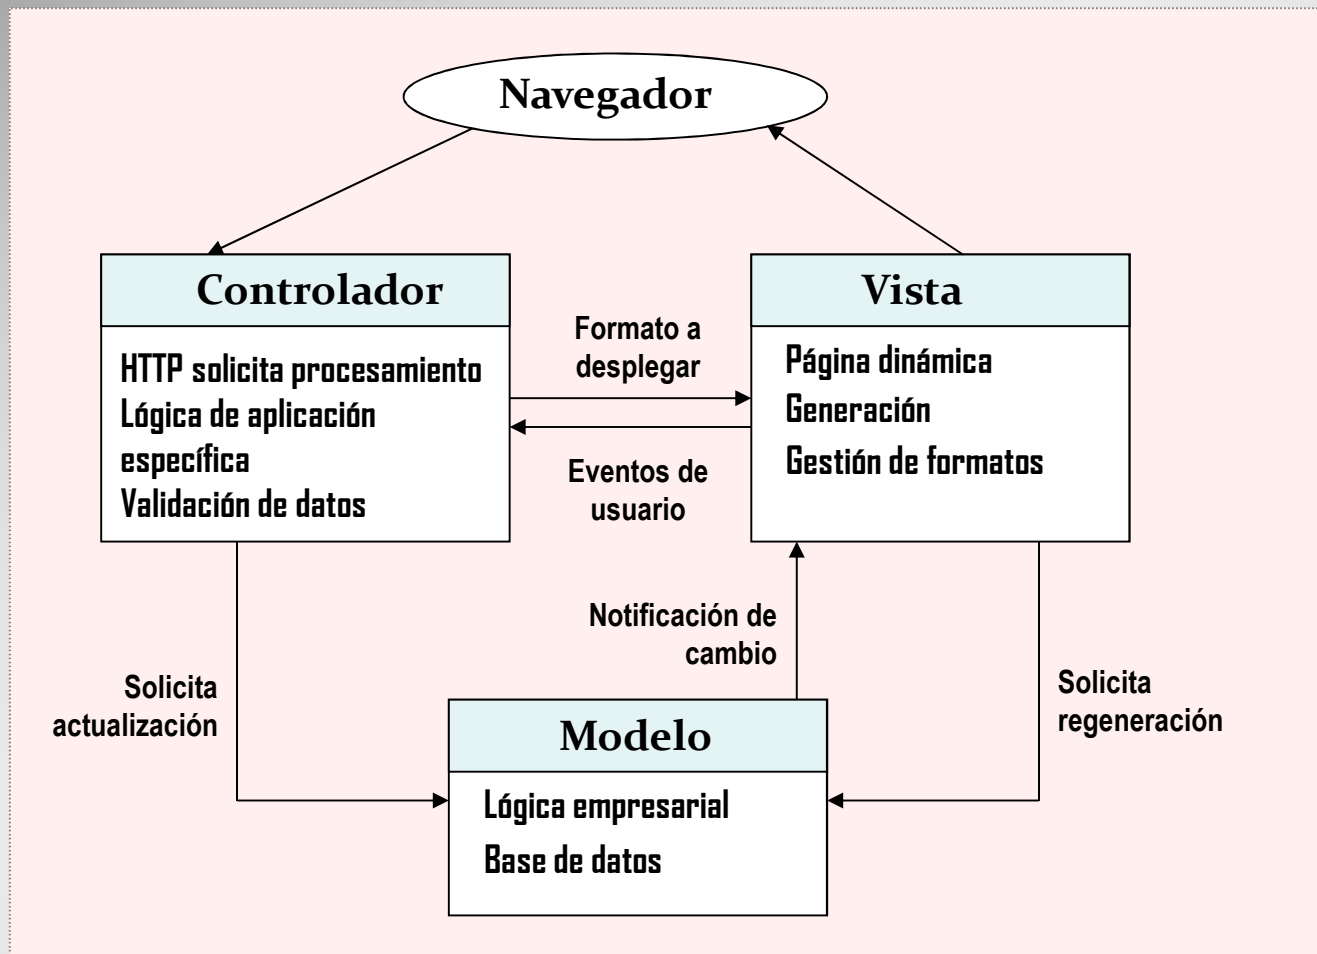 Navegador
Controlador
HTTP solicita procesamiento
Lógica de aplicación
específica
Validación de datos
Formato a
desplegar
Eventos de
usuario
Vista
Página dinámica
Generación
Gestión de formatos
Notificación de
cambio
Solicita
actualización
Solicita
regeneración
Modelo
Lógica empresarial
Base de datos